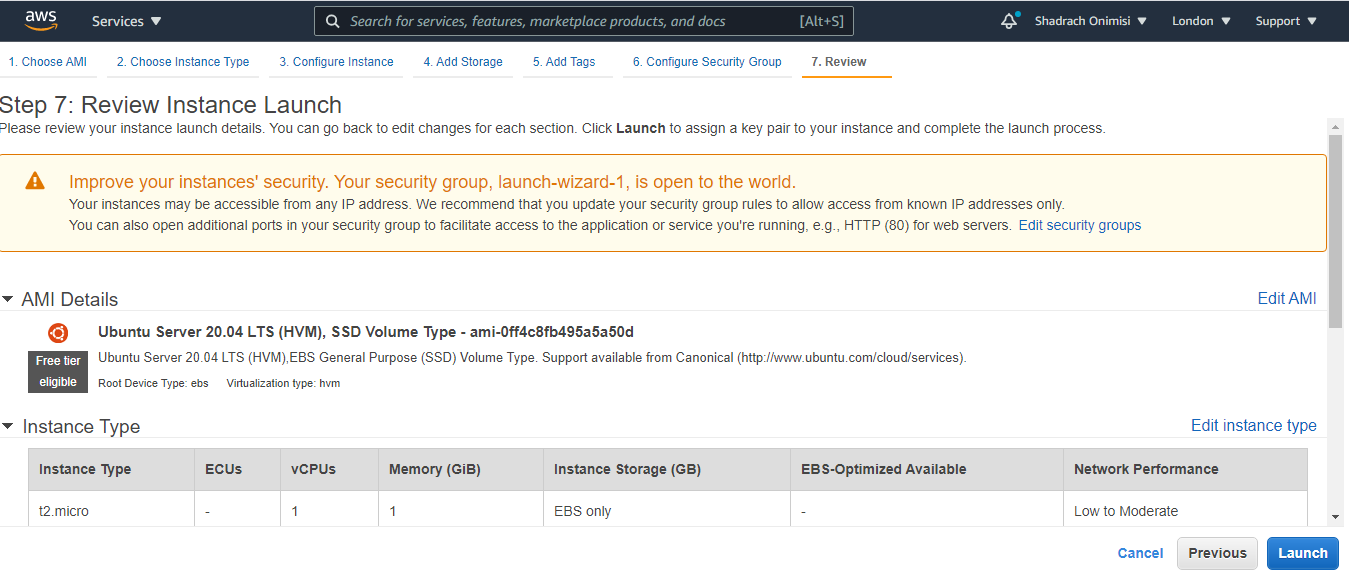 aws Services Search for services, features, marketplace products, and docs [Alt+S] Shadrach Onimisi London Support
1. Choose AMI 2. Choose Instance Type 3. Configure Instance 4. Add Storage 5. Add Tags 6. Configure Security Group 7. Review
Step 7: Review Instance Launch
Please review your instance launch details. You can go back to edit changes for each section. Click Launch to assign a key pair to your instance and complete the launch process.
Improve your instances' security. Your security group, launch-wizard-1, is open to the world.
Your instances may be accessible from any IP address. We recommend that you update your security group rules to allow access from known IP addresses only.
You can also open additional ports in your security group to facilitate access to the application or service you're running, e.g., HTTP (80) for web servers. Edit security groups
AMI Details Edit AMI
Ubuntu Server 20.04 LTS (HVM), SSD Volume Type - ami-0ff4c8fb495a5a50d
Free tier eligible
Ubuntu Server 20.04 LTS (HVM),EBS General Purpose (SSD) Volume Type. Support available from Canonical (http://www.ubuntu.com/cloud/services).
Root Device Type: ebs Virtualization type: hvm
Instance Type Edit instance type
Instance Type ECUs vCPUs Memory (GiB) Instance Storage (GB) EBS-Optimized Available Network Performance
t2.micro - 1 1 EBS only - Low to Moderate
Cancel Previous Launch